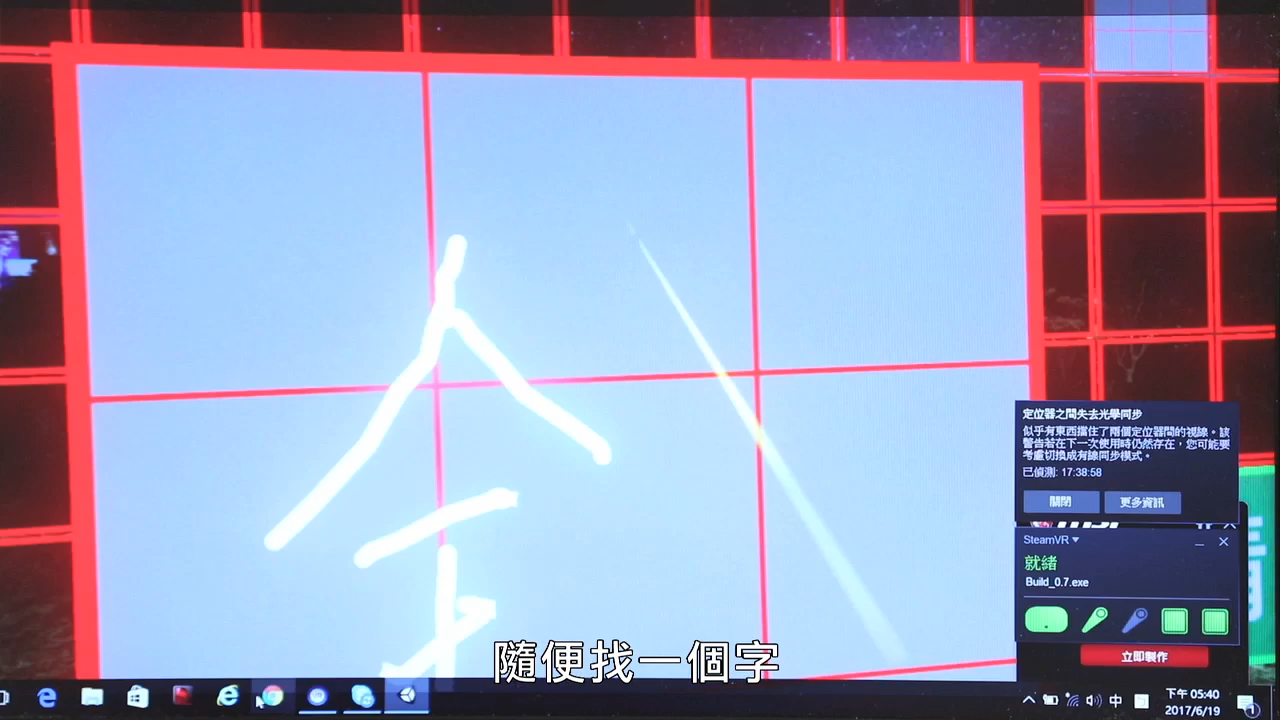 定位器之間失去光學同步
似乎有東西擋住了兩個定位器間的視線。該
警告若在下一次使用時仍然存在，您可能要
考慮切換成有線同步模式。
已偵測: 17:38:58
關閉
更多資訊
SteamVR
就緒
Build_0.7.exe
立即製作
隨便找一個字
中
下午 05:40
2017/6/19